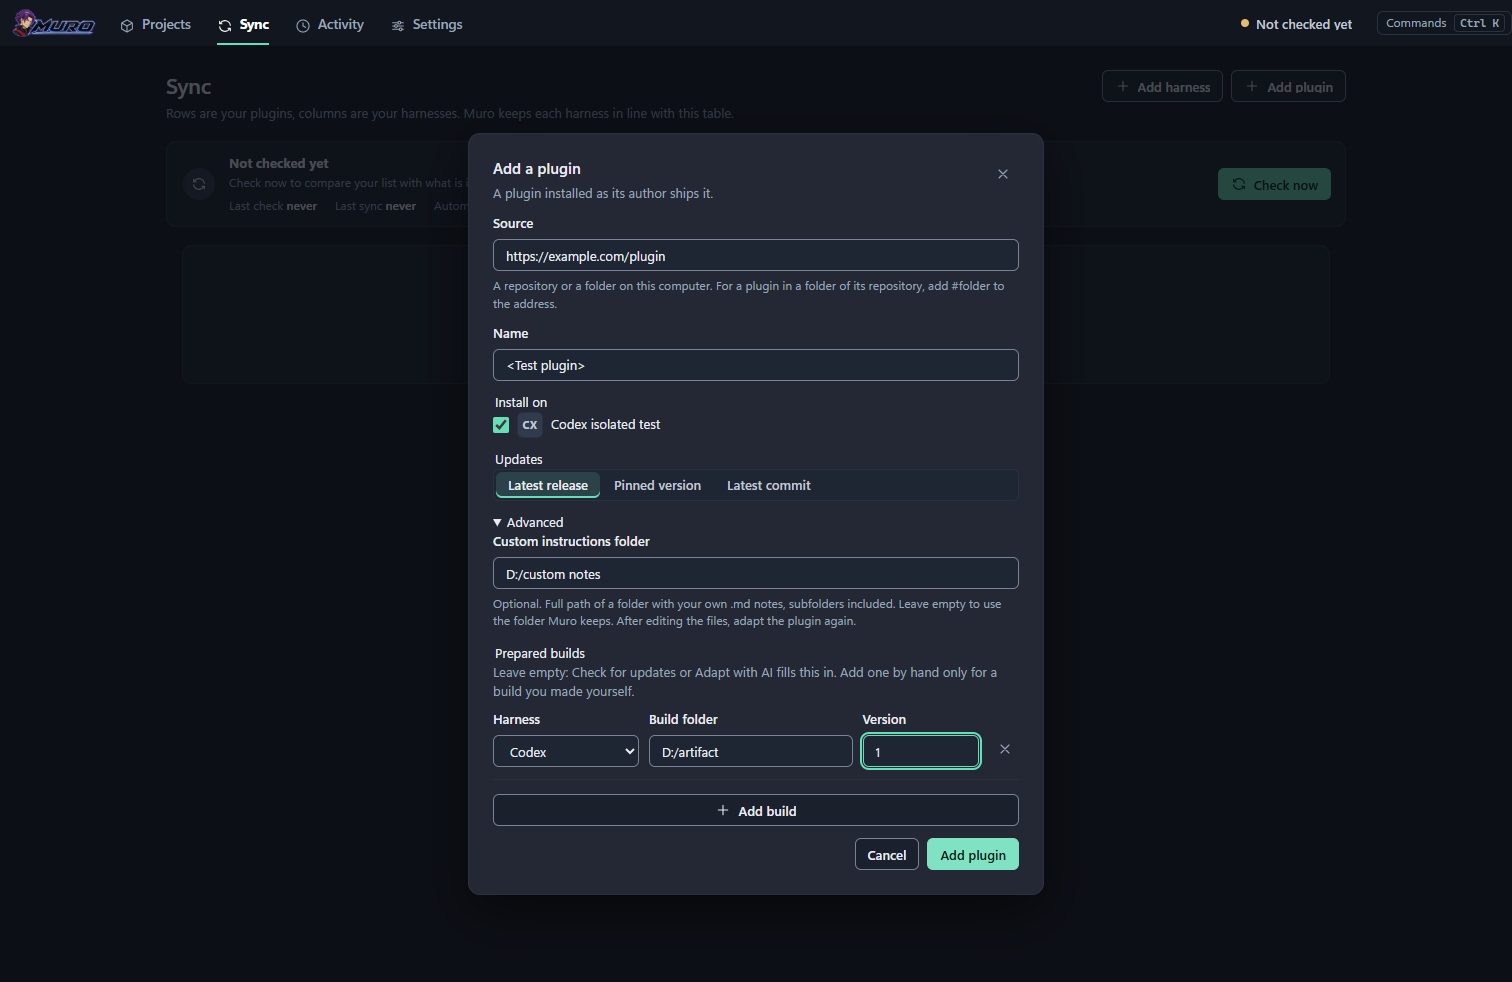 MURO
Projects
Sync
Activity
Settings
Not checked yet
Commands Ctrl K
Sync
Rows are your plugins, columns are your harnesses. Muro keeps each harness in line with this table.
Add harness
Add plugin
Not checked yet
Check now to compare your list with what is i
Last check never Last sync never Autom
Check now
Add a plugin
A plugin installed as its author ships it.
Source
https://example.com/plugin
A repository or a folder on this computer. For a plugin in a folder of its repository, add #folder to
the address.
Name
<Test plugin>
Install on
CX Codex isolated test
Updates
Latest release Pinned version Latest commit
Advanced
Custom instructions folder
D:/custom notes
Optional. Full path of a folder with your own .md notes, subfolders included. Leave empty to use
the folder Muro keeps. After editing the files, adapt the plugin again.
Prepared builds
Leave empty: Check for updates or Adapt with AI fills this in. Add one by hand only for a
build you made yourself.
Harness Build folder Version
Codex D:/artifact 1
Add build
Cancel Add plugin